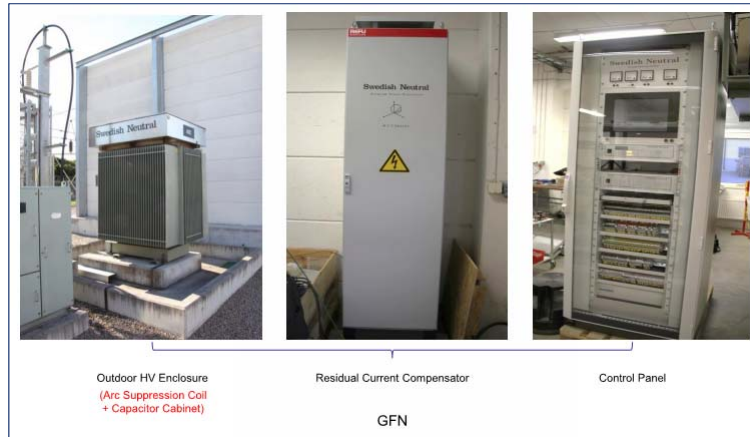 Swedish Neutral
Swedish Neutral
Swedish Neutral
Outdoor HV Enclosure
(Arc Suppression Coil
+ Capacitor Cabinet)
Residual Current Compensator
Control Panel
GFN